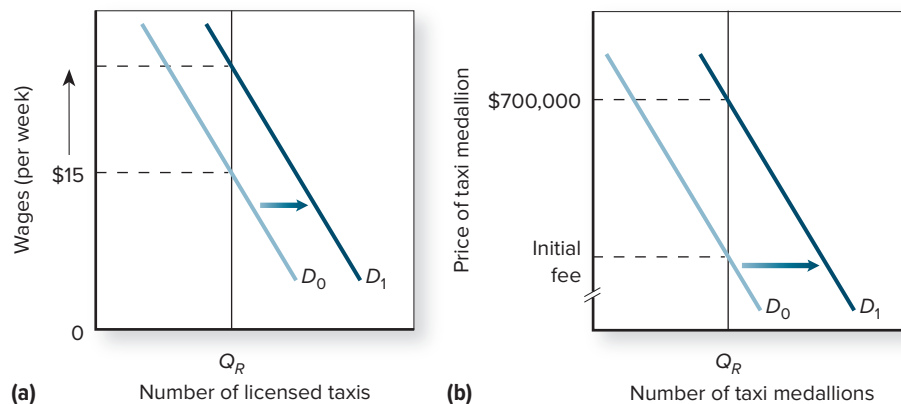 Wages (per week)
$15
0
D0
D1
QR
(a)
Number of licensed taxis
Price of taxi medallion
$700,000
Initial
fee
D0
D1
QR
(b)
Number of taxi medallions